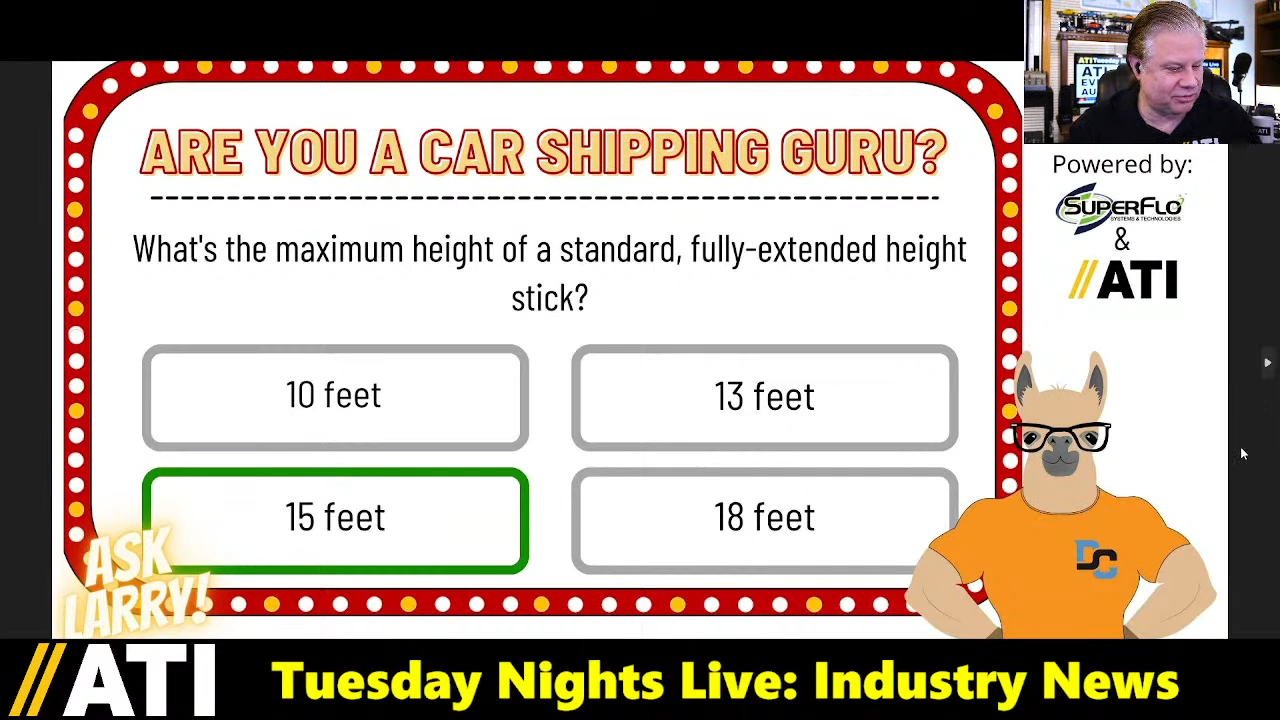 ARE YOU A CAR SHIPPING GURU?
What's the maximum height of a standard, fully-extended height
stick?
10 feet
13 feet
15 feet
18 feet
ASK
LARRY!
Powered by:
SUPERFLO
SYSTEMS & TECHNOLOGIES
&
//ATI
DC
//ATI
Tuesday Nights Live: Industry News